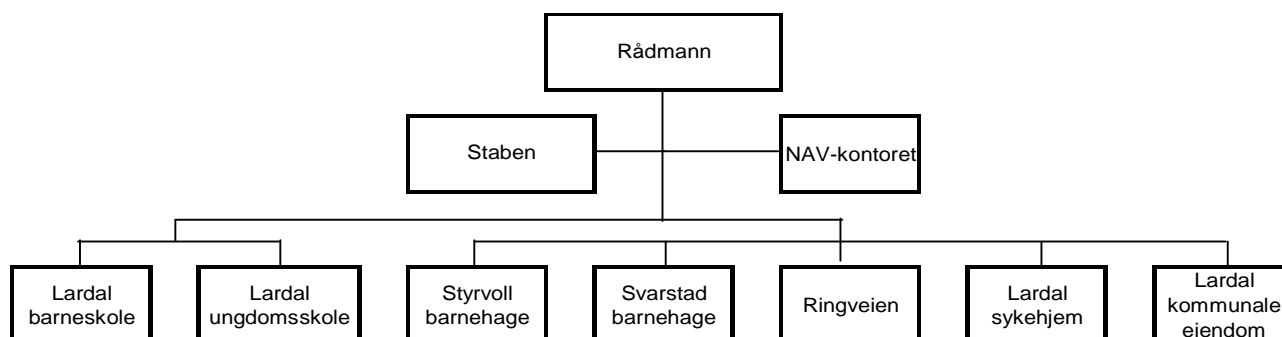 Rådmann
Staben
NAV-kontoret
Lardal
barneskole
Lardal
ungdomsskole
Styrvoll
barnehage
Svarstad
barnehage
Ringveien
Lardal
sykehjem
Lardal
kommunale
eiendom